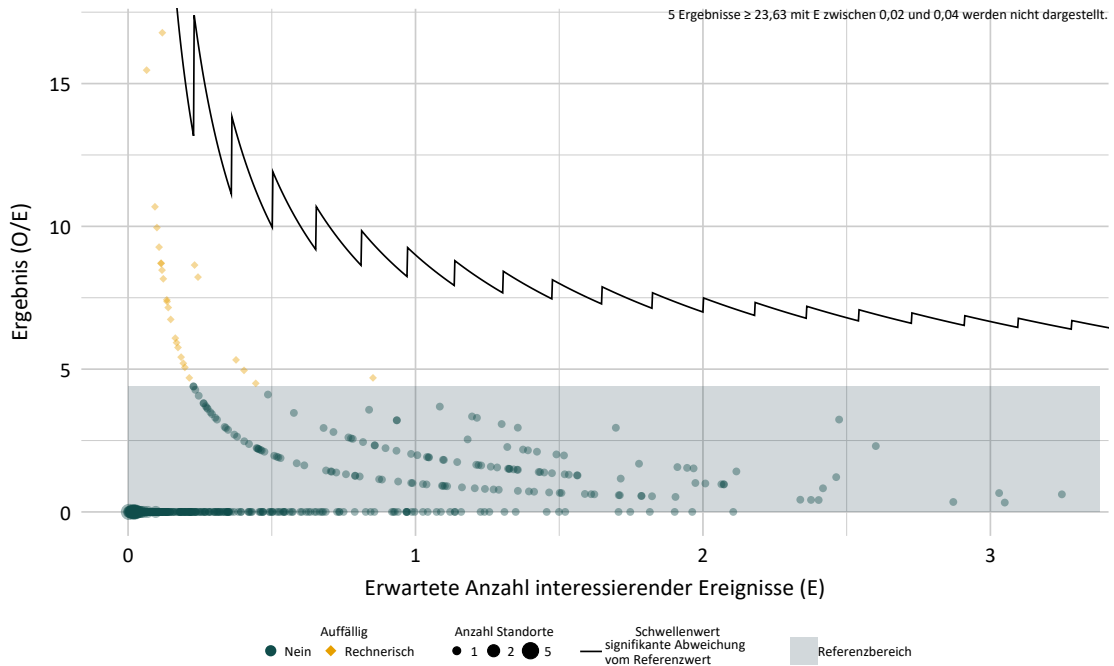 5 Ergebnisse ≥ 23,63 mit E zwischen 0,02 und 0,04 werden nicht dargestellt.
15
10
5
0
Ergebnis (O/E)
0 1 2 3
Erwartete Anzahl interessierender Ereignisse (E)
Auffällig
Nein Rechnerisch
Anzahl Standorte
1 2 5
Schwellenwert
signifikante Abweichung
vom Referenzwert
Referenzbereich